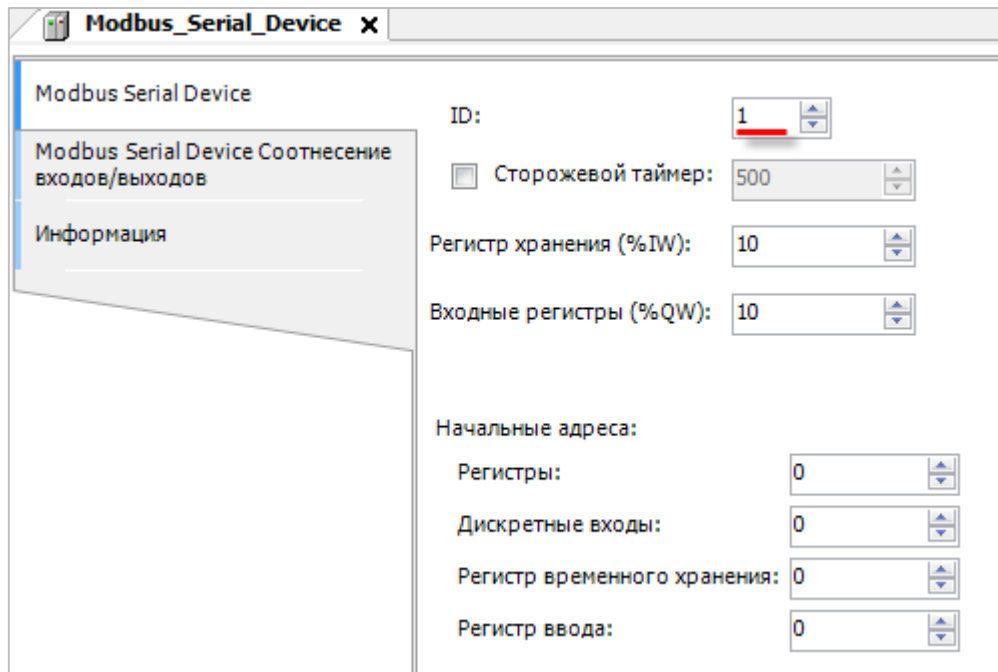 Modbus_Serial_Device
Modbus Serial Device
Modbus Serial Device Соотнесение
входов/выходов
Информация
ID: 1
Сторожевой таймер: 500
Регистр хранения (%IW): 10
Входные регистры (%QW): 10
Начальные адреса:
Регистры: 0
Дискретные входы: 0
Регистр временного хранения: 0
Регистр ввода: 0